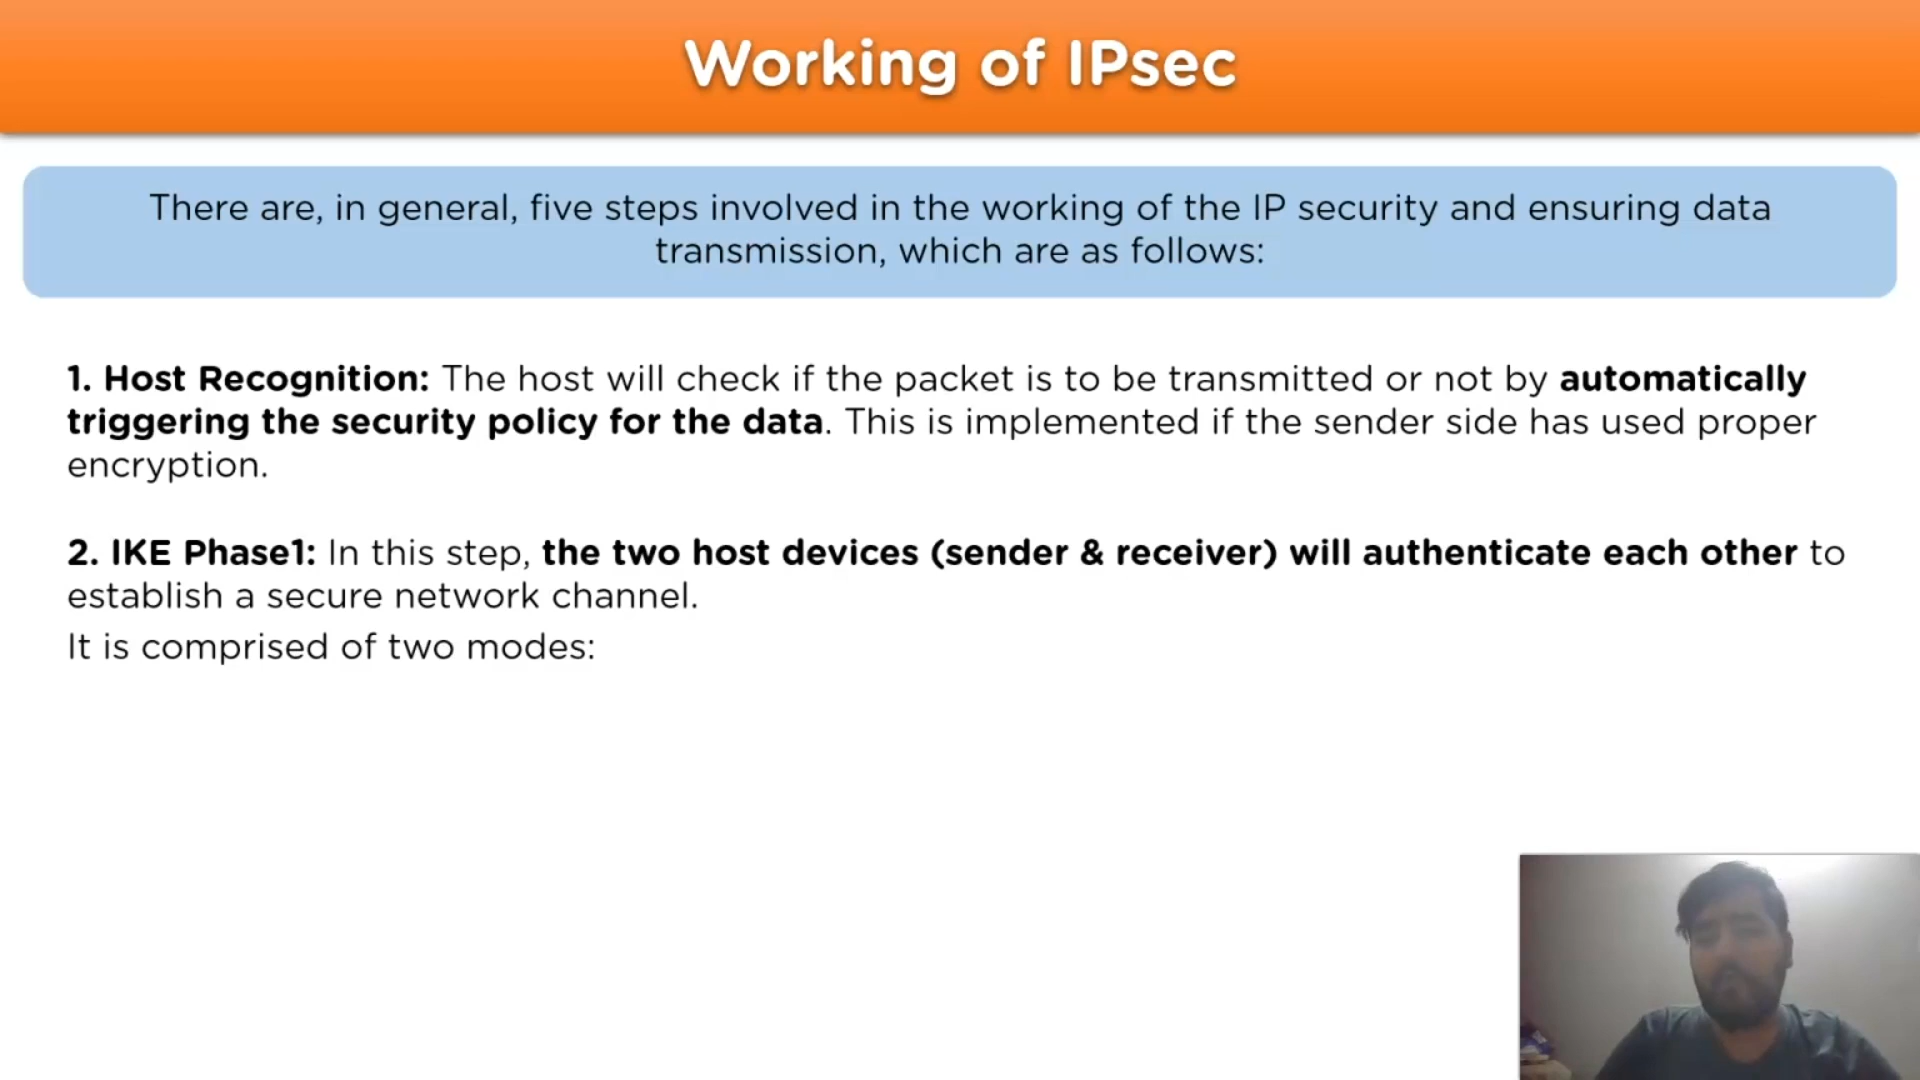 Working of IPsec
There are, in general, five steps involved in the working of the IP security and ensuring data
transmission, which are as follows:
1. Host Recognition: The host will check if the packet is to be transmitted or not by automatically
triggering the security policy for the data. This is implemented if the sender side has used proper
encryption.
2. IKE Phase1: In this step, the two host devices (sender & receiver) will authenticate each other to
establish a secure network channel.
It is comprised of two modes: